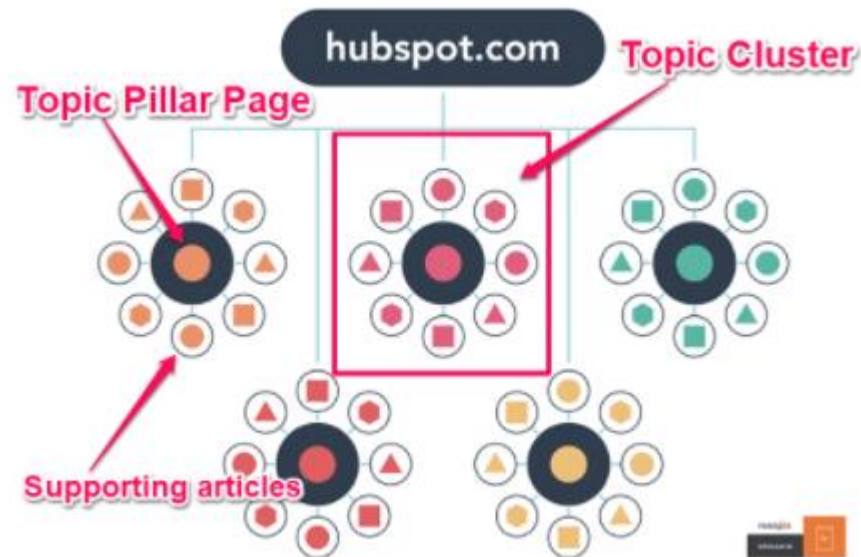 hubspot.com
Topic Cluster
Topic Pillar Page
Supporting articles